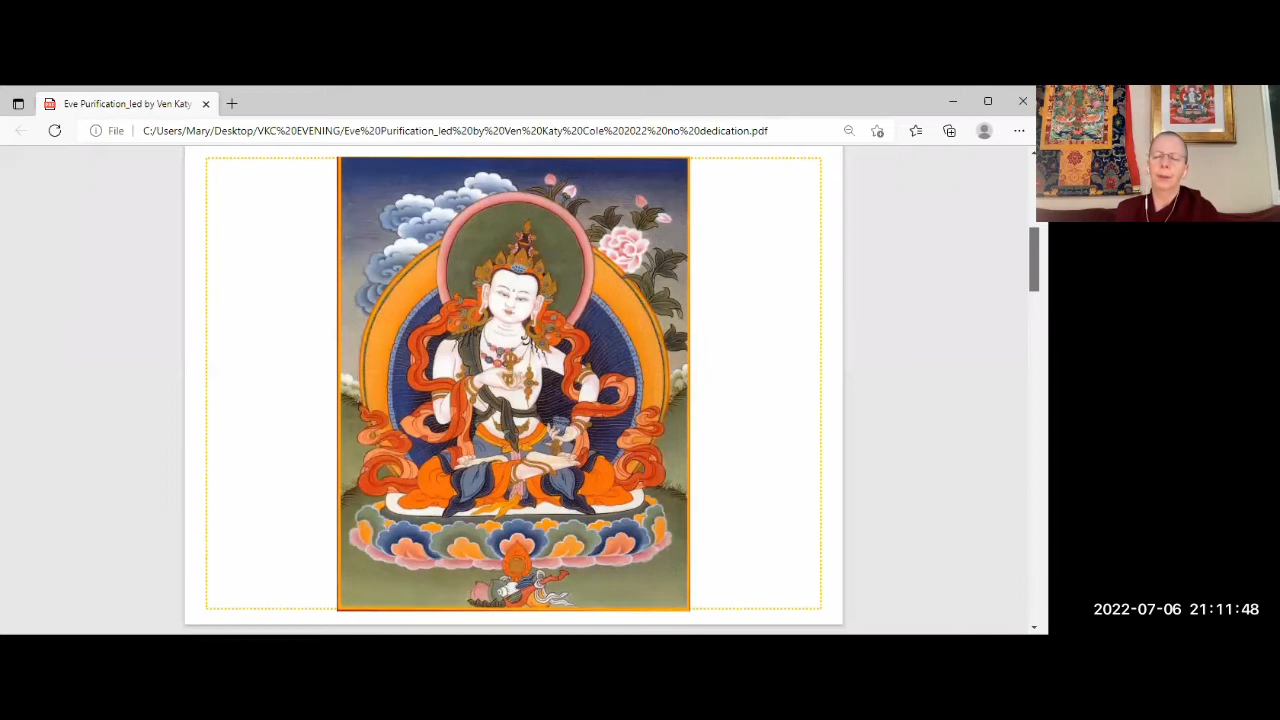 Eve Purification_led by Ven Katy
File
C:/Users/Mary/Desktop/VKC%20EVENING/Eve%20Purification_led%20by%20Ven%20Katy%20Cole%202022%20no%20dedication.pdf
2022-07-06 21:11:48